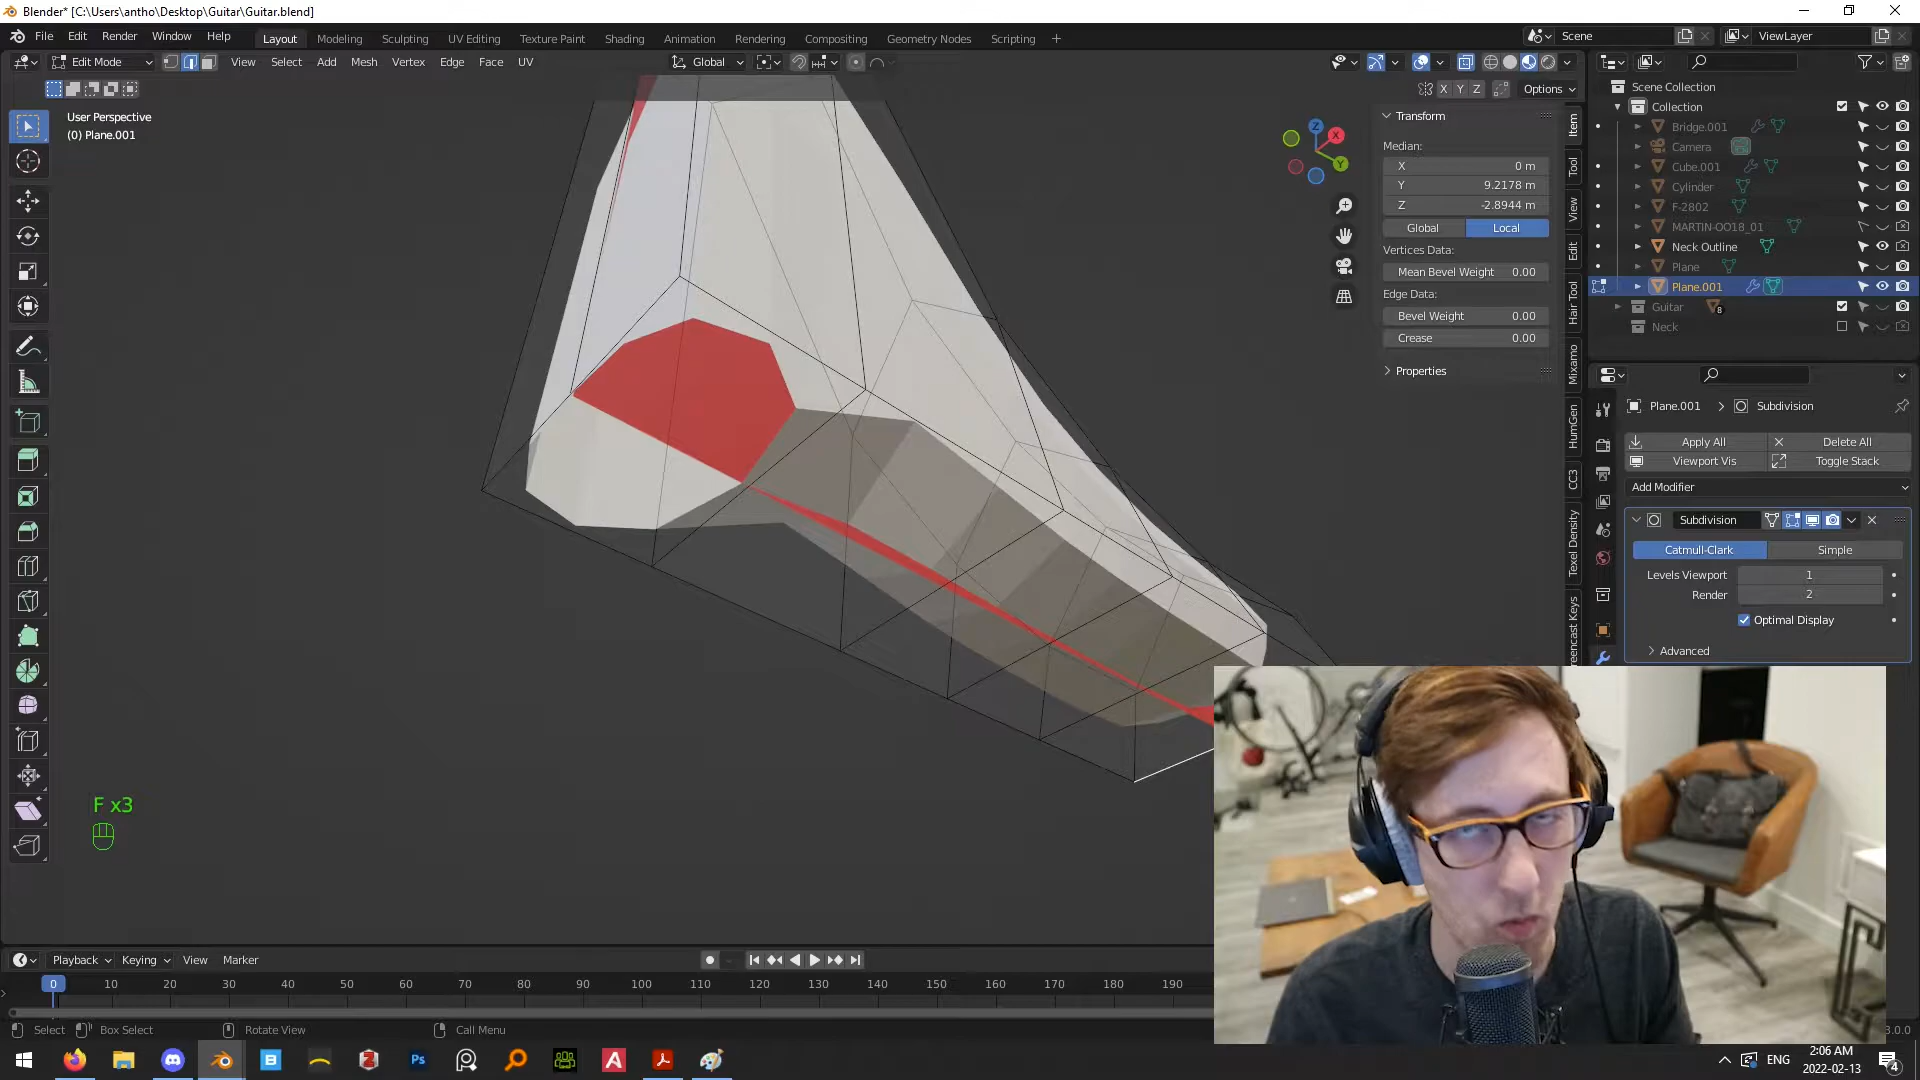 Blender* [C:\Users\antho\Desktop\Guitar\Guitar.blend]
File Edit Render Window Help Layout Modeling Sculpting UV Editing Texture Paint Shading Animation Rendering Compositing Geometry Nodes Scripting Scene ViewLayer
Edit Mode View Select Add Mesh Vertex Edge Face UV Global
X Y Z Options
User Perspective
(0) Plane.001
Z X Y
Transform
Median:
X 0 m
Y 9.2178 m
Z -2.8944 m
Global Local
Vertices Data:
Mean Bevel Weight 0.00
Edge Data:
Bevel Weight 0.00
Crease 0.00
Properties
Item
Tool
View
Edit
Hair Tool
Mixamo
HumGen
CC3
Texel Density
reencast Keys
Scene Collection
Collection
Bridge.001
Camera
Cube.001
Cylinder
F-2802
MARTIN-OO18_01
Neck Outline
Plane
Plane.001
Guitar 8
Neck
Plane.001 Subdivision
Apply All Delete All
Viewport Vis Toggle Stack
Add Modifier
Subdivision
Catmull-Clark Simple
Levels Viewport 1
Render 2
Optimal Display
Advanced
F x3
Playback Keying View Marker
0 10 20 30 40 50 60 70 80 90 100 110 120 130 140 150 160 170 180 190
Select Box Select Rotate View Call Menu 3.0.0
Ps
ENG
2:06 AM
2022-02-13
4